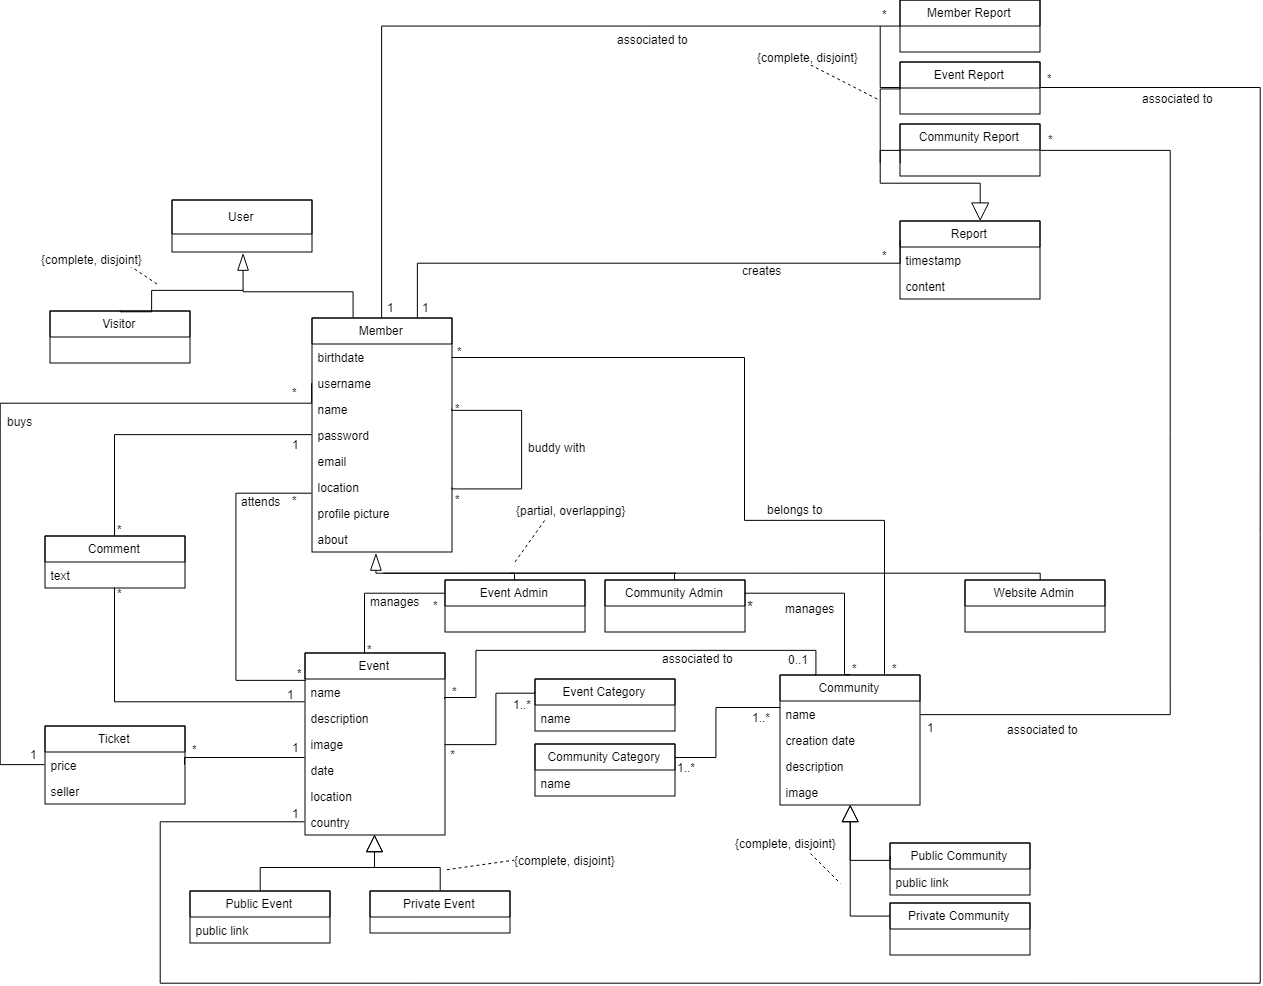 *
Member Report
associated to
{complete, disjoint}
Event Report
*
associated to
Community Report
*
User
Report
timestamp
content
*
creates
{complete, disjoint}
Visitor
1
1
Member
birthdate
username
name
password
email
location
profile picture
about
*
*
buys
*
buddy with
*
1
attends
*
{partial, overlapping}
belongs to
*
Comment
text
*
Event Admin
Community Admin
Website Admin
manages
*
*
manages
*
Event
name
description
image
date
location
country
*
1
associated to
0..1
*
*
*
Event Category
name
1..*
*
Community Category
name
1..*
1..*
Community
name
creation date
description
image
1
associated to
Ticket
price
seller
1
*
1
1
{complete, disjoint}
{complete, disjoint}
Public Community
public link
Private Community
Public Event
public link
Private Event